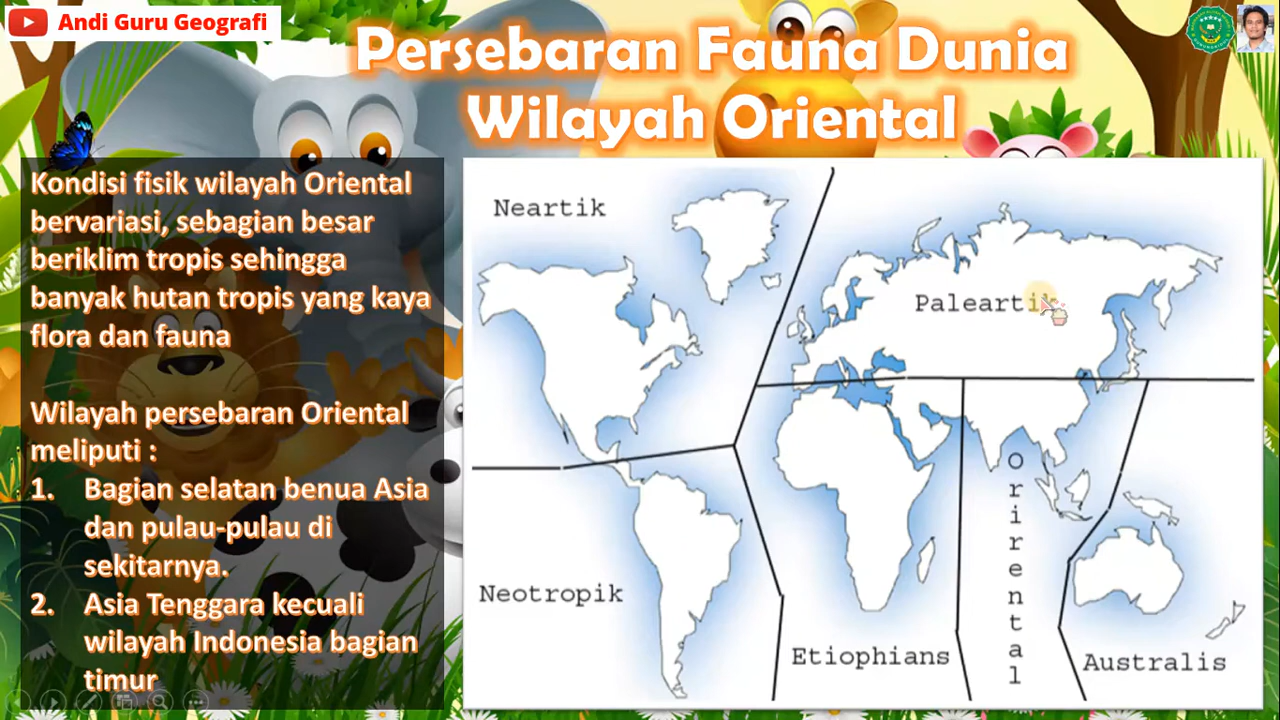 Andi Guru Geografi
Persebaran Fauna Dunia
Wilayah Oriental
Kondisi fisik wilayah Oriental
bervariasi, sebagian besar
beriklim tropis sehingga
banyak hutan tropis yang kaya
flora dan fauna
Wilayah persebaran Oriental
meliputi :
1. Bagian selatan benua Asia
dan pulau-pulau di
sekitarnya.
2. Asia Tenggara kecuali
wilayah Indonesia bagian
timur
Neartik
Paleartik
Oriental
Neotropik
Etiophians
Australis